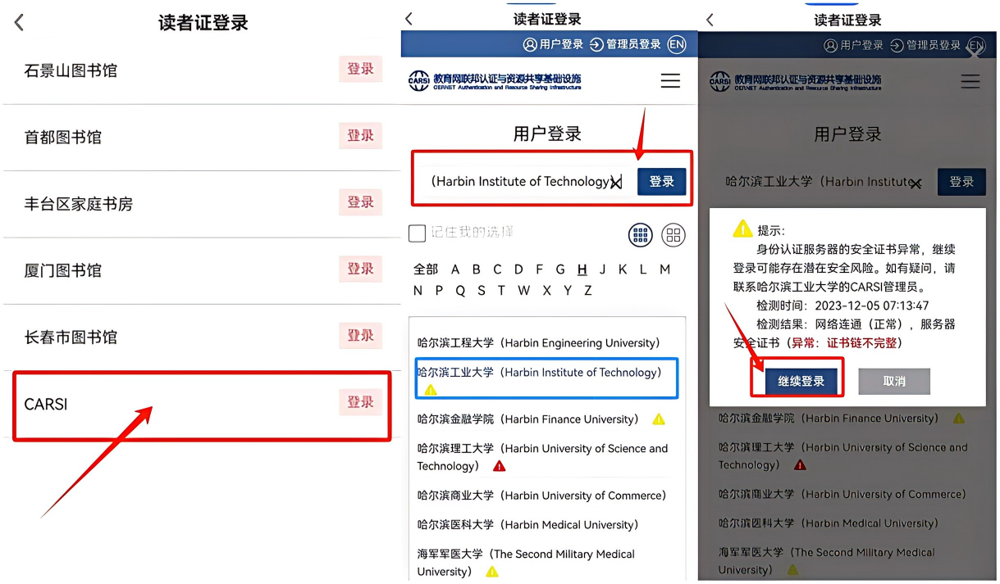 读者证登录
石景山图书馆
登录
首都图书馆
登录
丰台区家庭书房
登录
厦门图书馆
登录
长春市图书馆
登录
CARSI
登录
读者证登录
用户登录 管理员登录 EN
CARSI 教育网联邦认证与资源共享基础设施
CERNET Authentication and Resource Sharing Infrastructure
用户登录
(Harbin Institute of Technology)
登录
记住我的选择
全部 A B C D F G H J K L M
N P Q S T W X Y Z
哈尔滨工程大学（Harbin Engineering University）
哈尔滨工业大学（Harbin Institute of Technology）
哈尔滨金融学院（Harbin Finance University）
哈尔滨理工大学（Harbin University of Science and
Technology）
哈尔滨商业大学（Harbin University of Commerce）
哈尔滨医科大学（Harbin Medical University）
海军军医大学（The Second Military Medical
University）
读者证登录
用户登录 管理员登录 EN
CARSI 教育网联邦认证与资源共享基础设施
CERNET Authentication and Resource Sharing Infrastructure
用户登录
哈尔滨工业大学（Harbin Institute
登录
提示：
身份认证服务器的安全证书异常，继续
登录可能存在潜在安全风险。如有疑问，请
联系哈尔滨工业大学的CARSI管理员。
检测时间：2023-12-05 07:13:47
检测结果：网络连通（正常），服务器
安全证书（异常：证书链不完整）
继续登录
取消
哈尔滨金融学院（Harbin Finance University）
哈尔滨理工大学（Harbin University of Science and
Technology）
哈尔滨商业大学（Harbin University of Commerce）
哈尔滨医科大学（Harbin Medical University）
海军军医大学（The Second Military Medical
University）